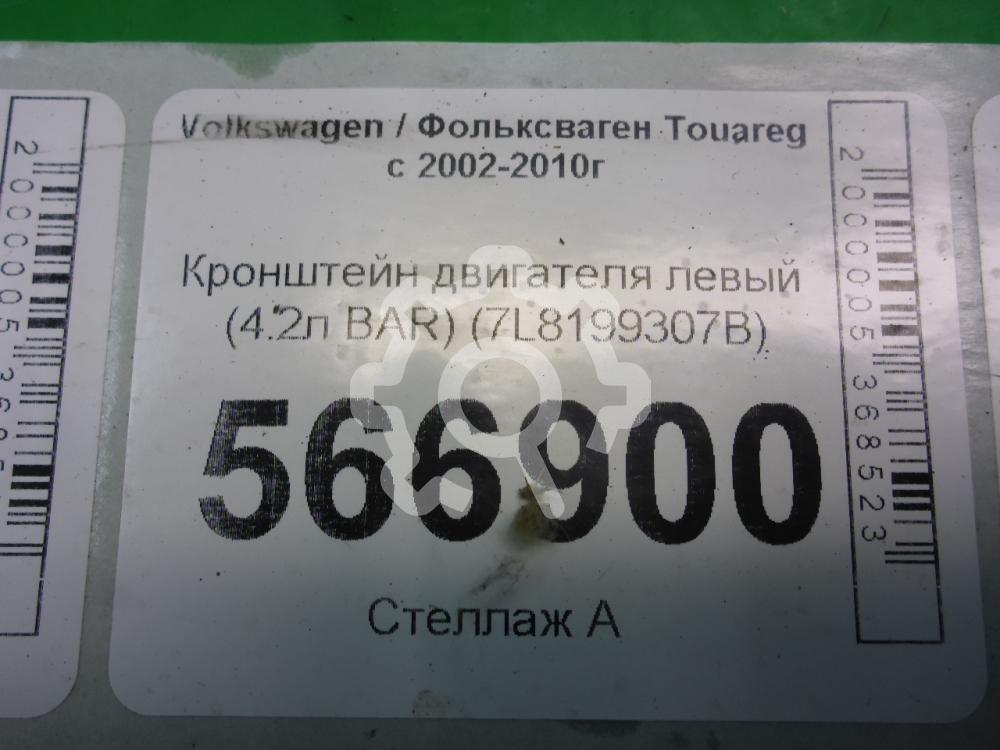 Volkswagen / Фольксваген Touareg
с 2002-2010г
Кронштейн двигателя левый
(4.2л BAR) (7L8199307B)
566900
Стеллаж А
2000005368523